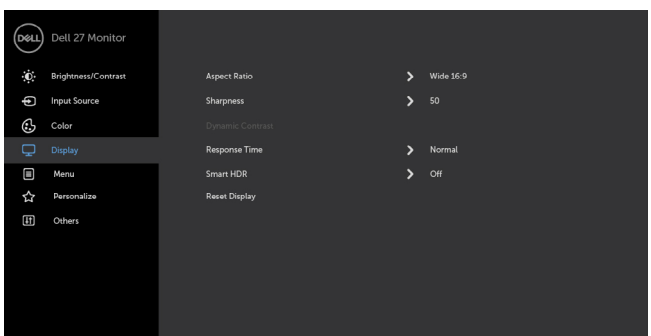 DELL Dell 27 Monitor
Brightness/Contrast
Input Source
Color
Display
Menu
Personalize
Others
Aspect Ratio Wide 16:9
Sharpness 50
Dynamic Contrast
Response Time Normal
Smart HDR Off
Reset Display